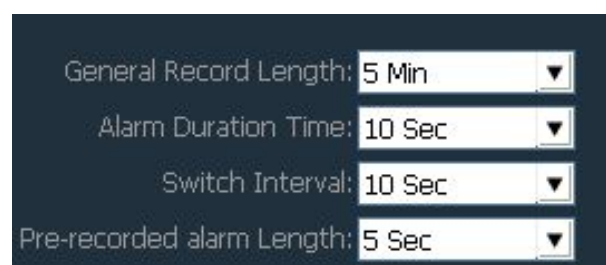 General Record Length: 5 Min
Alarm Duration Time: 10 Sec
Switch Interval: 10 Sec
Pre-recorded alarm Length: 5 Sec